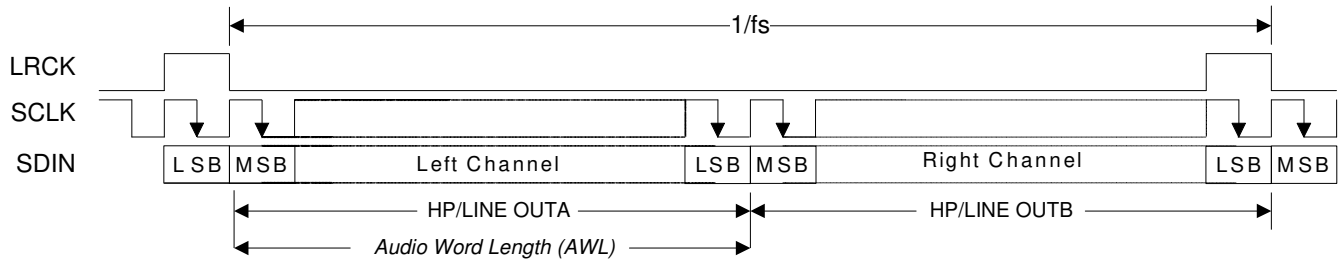 1/fs
LRCK
SCLK
SDIN LSB MSB Left Channel LSB MSB Right Channel LSB MSB
HP/LINE OUTA HP/LINE OUTB
Audio Word Length (AWL)